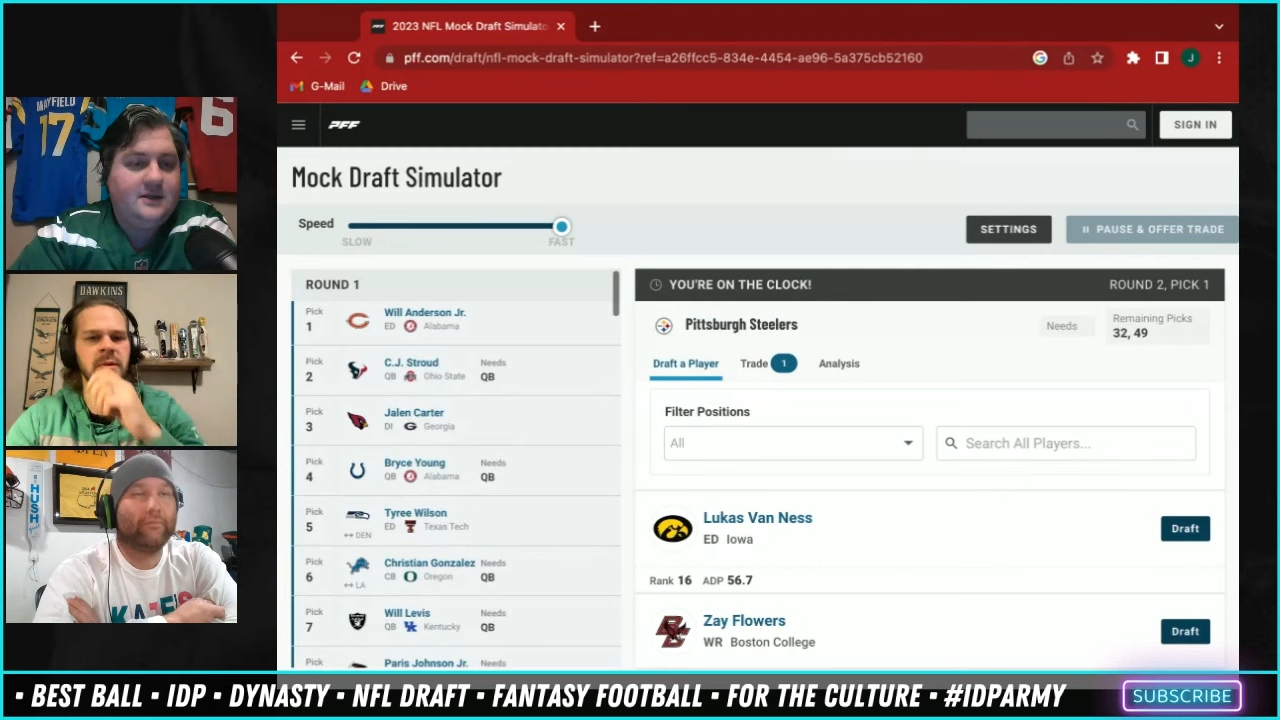 2023 NFL Mock Draft Simulato
pff.com/draft/nfl-mock-draft-simulator?ref=a26ffcc5-834e-4454-ae96-5a375cb52160
J
G-Mail Drive
PFF
SIGN IN
Mock Draft Simulator
Speed
SLOW FAST
SETTINGS
PAUSE & OFFER TRADE
ROUND 1
Pick 1
Will Anderson Jr.
ED Alabama
Pick 2
C.J. Stroud
QB Ohio State
Needs
QB
Pick 3
Jalen Carter
DI Georgia
Pick 4
Bryce Young
QB Alabama
Needs
QB
Pick 5
↔ DEN
Tyree Wilson
ED Texas Tech
Pick 6
↔ LA
Christian Gonzalez
CB Oregon
Needs
QB
Pick 7
Will Levis
QB Kentucky
Needs
QB
Pick
Paris Johnson Jr.
Needs
YOU'RE ON THE CLOCK!
ROUND 2, PICK 1
Pittsburgh Steelers
Needs
Remaining Picks
32, 49
Draft a Player
Trade 1
Analysis
Filter Positions
All
Search All Players...
Lukas Van Ness
ED Iowa
Draft
Rank 16 ADP 56.7
Zay Flowers
WR Boston College
Draft
MAYFIELD
17
6
DAWKINS
EAGLES
HUSH
• BEST BALL • IDP • DYNASTY • NFL DRAFT • FANTASY FOOTBALL • FOR THE CULTURE • #IDPARMY
SUBSCRIBE